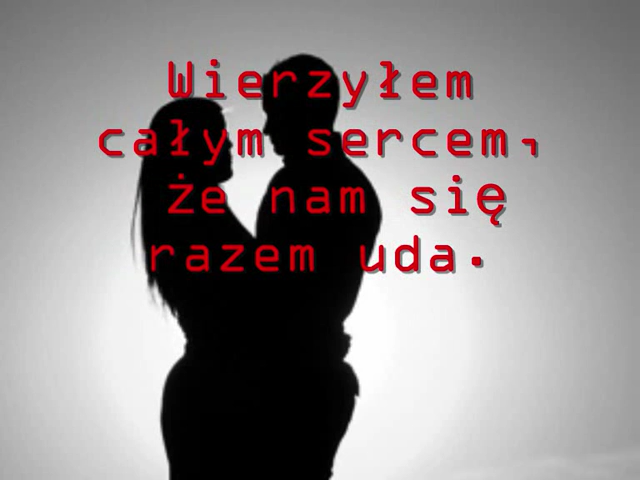 Wierzyłem
całym sercem,
że nam się
razem uda.